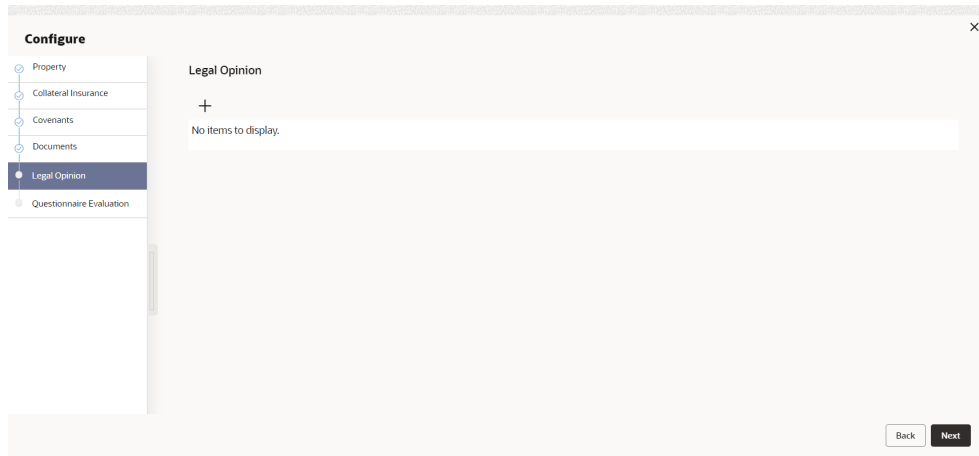 Configure
Property
Collateral Insurance
Covenants
Documents
Legal Opinion
Questionnaire Evaluation
Legal Opinion
No items to display.
Back
Next